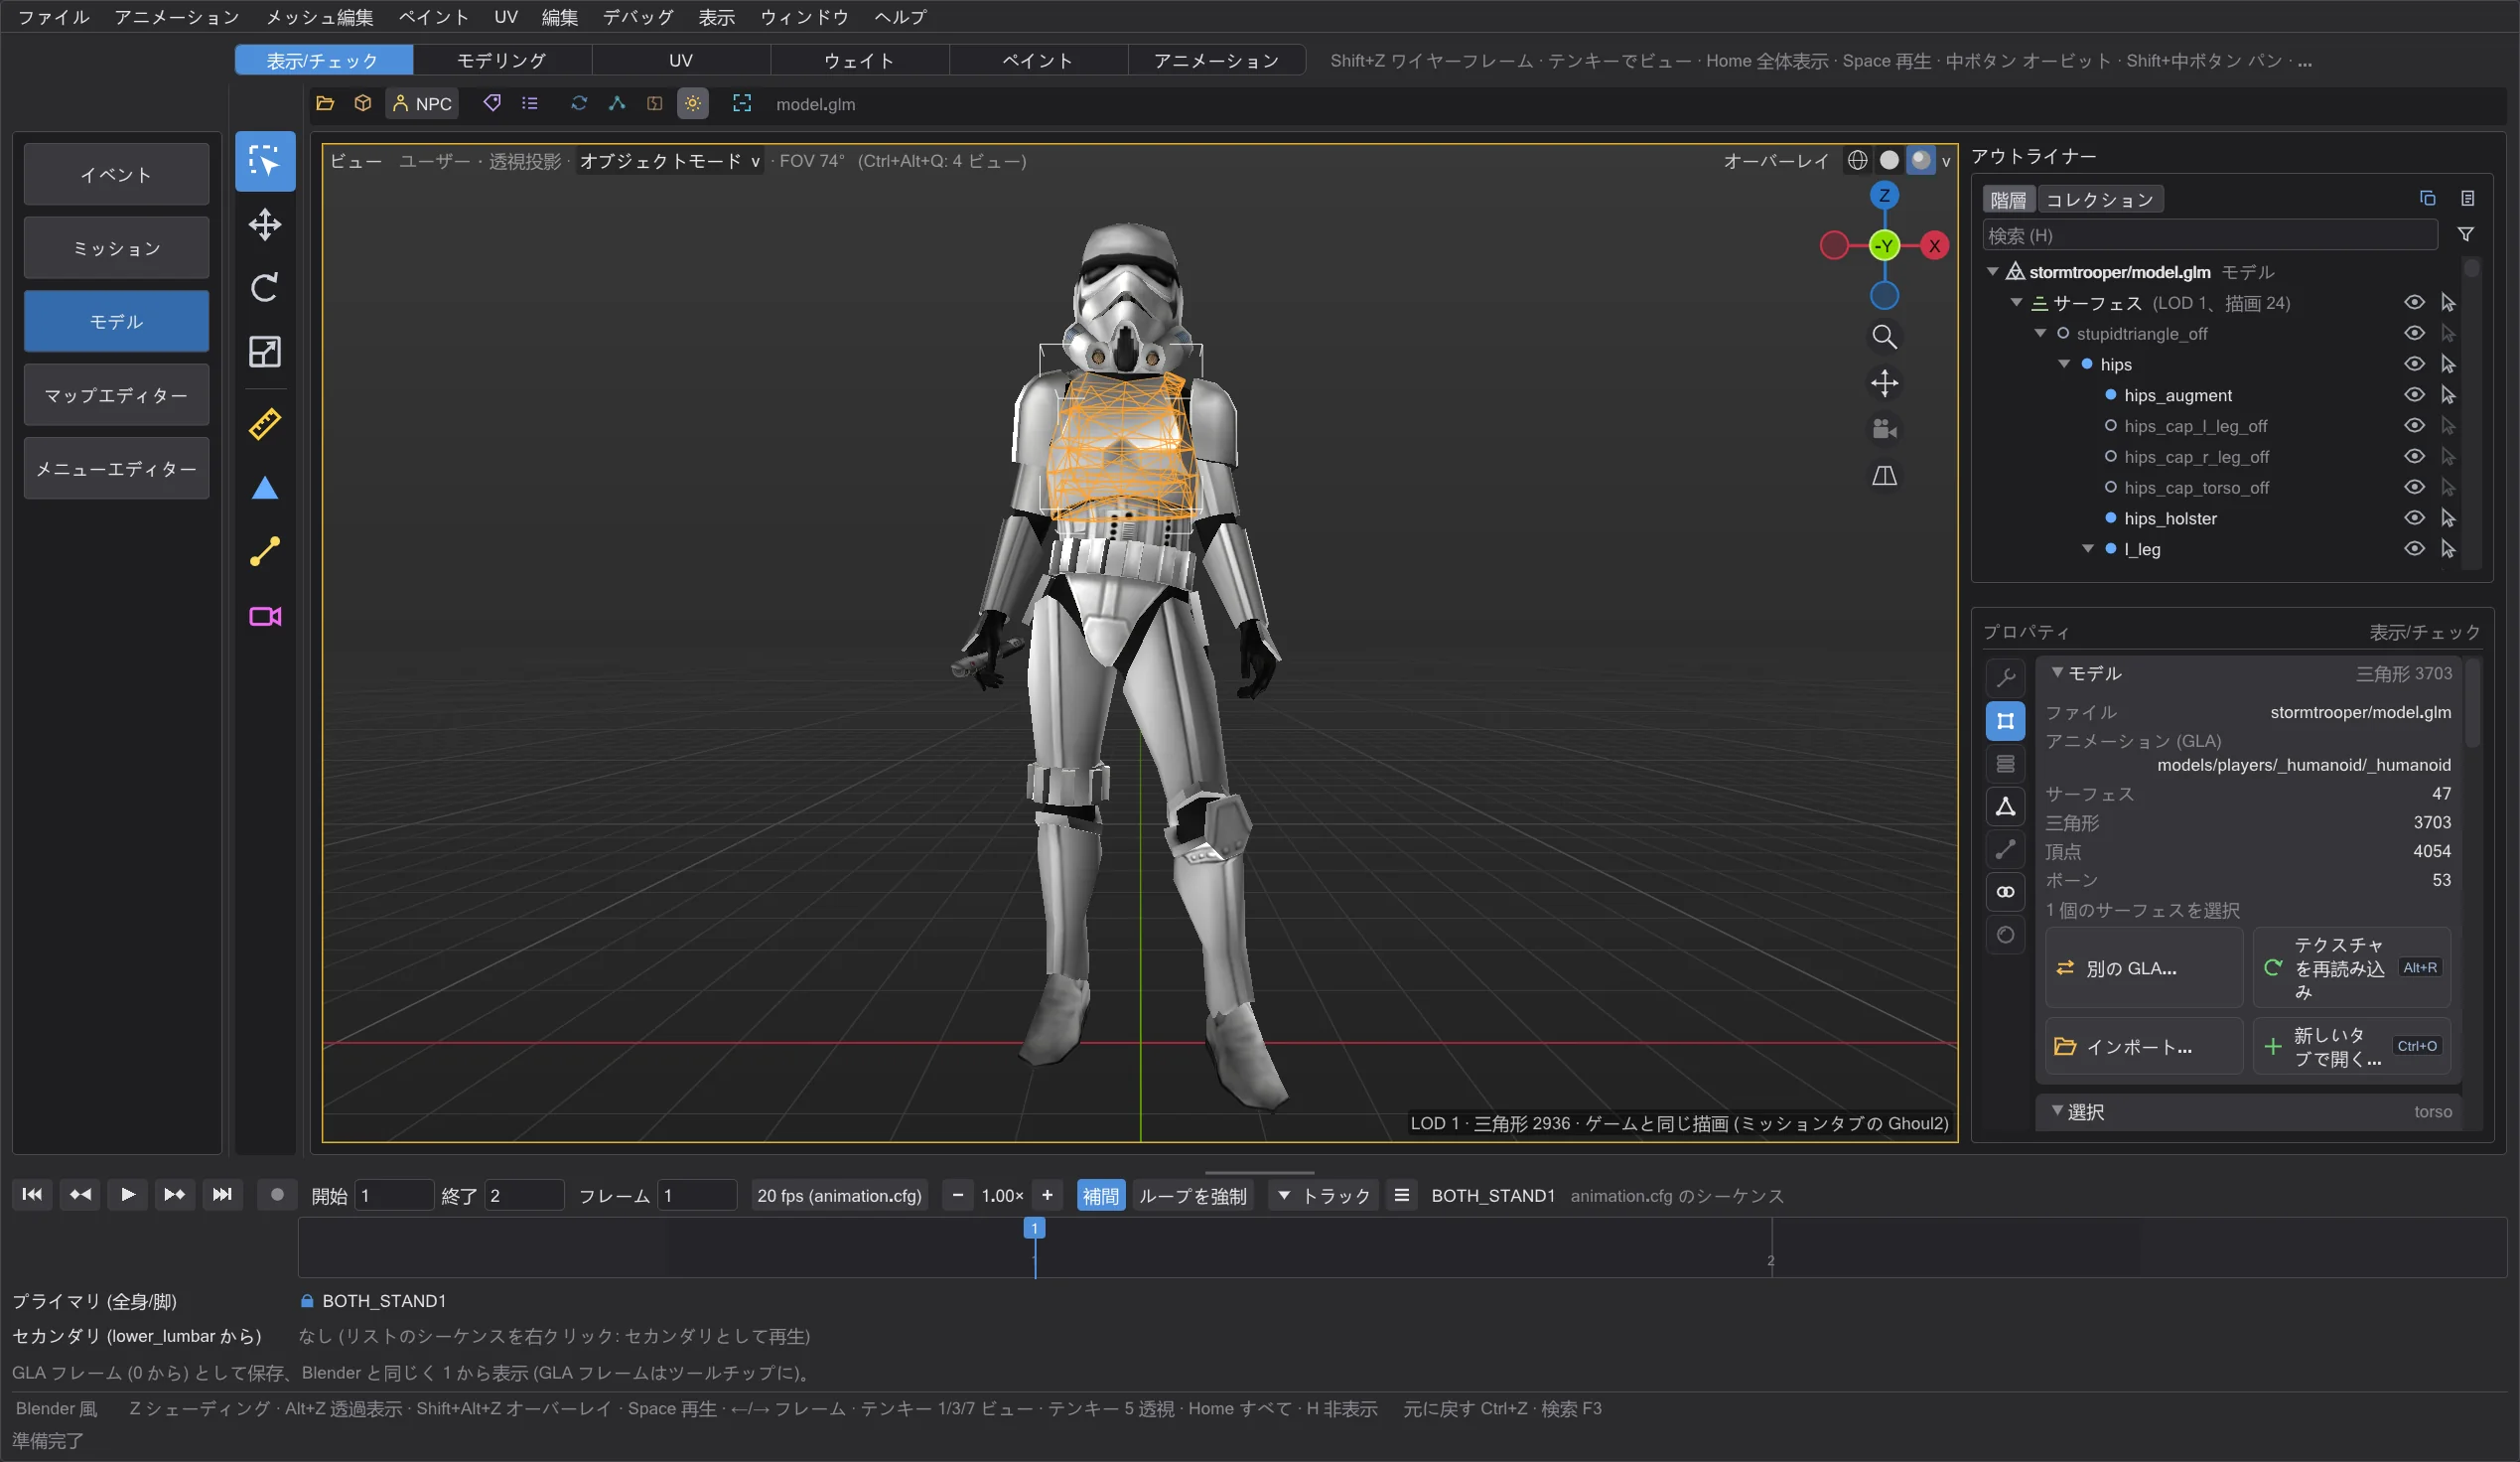 ファイル アニメーション メッシュ編集 ペイント UV 編集 デバッグ 表示 ウィンドウ ヘルプ
表示/チェック モデリング UV ウェイト ペイント アニメーション Shift+Z ワイヤーフレーム · テンキーでビュー · Home 全体表示 · Space 再生 · 中ボタン オービット · Shift+中ボタン パン · ...
NPC model.glm
イベント
ミッション
モデル
マップエディター
メニューエディター
ビュー ユーザー · 透視投影 · オブジェクトモード v · FOV 74° (Ctrl+Alt+Q: 4 ビュー) オーバーレイ v
Z
-Y X
アウトライナー
階層 コレクション
検索 (H)
stormtrooper/model.glm モデル
サーフェス (LOD 1、描画 24)
stupidtriangle_off
hips
hips_augment
hips_cap_l_leg_off
hips_cap_r_leg_off
hips_cap_torso_off
hips_holster
l_leg
プロパティ 表示/チェック
モデル 三角形 3703
ファイル stormtrooper/model.glm
アニメーション (GLA)
models/players/_humanoid/_humanoid
サーフェス 47
三角形 3703
頂点 4054
ボーン 53
1 個のサーフェスを選択
別の GLA... テクスチャを再読み込み Alt+R
インポート... 新しいタブで開く... Ctrl+O
選択 torso
LOD 1 · 三角形 2936 · ゲームと同じ描画 (ミッションタブの Ghoul2)
開始 1 終了 2 フレーム 1 20 fps (animation.cfg) − 1.00× + 補間 ループを強制 トラック BOTH_STAND1 animation.cfg のシーケンス
1
2
プライマリ (全身/脚) BOTH_STAND1
セカンダリ (lower_lumbar から) なし (リストのシーケンスを右クリック: セカンダリとして再生)
GLA フレーム (0 から) として保存、Blender と同じく 1 から表示 (GLA フレームはツールチップに)。
Blender 風 Z シェーディング · Alt+Z 透過表示 · Shift+Alt+Z オーバーレイ · Space 再生 · ←/→ フレーム · テンキー 1/3/7 ビュー · テンキー 5 透視 · Home すべて · H 非表示 元に戻す Ctrl+Z · 検索 F3
準備完了